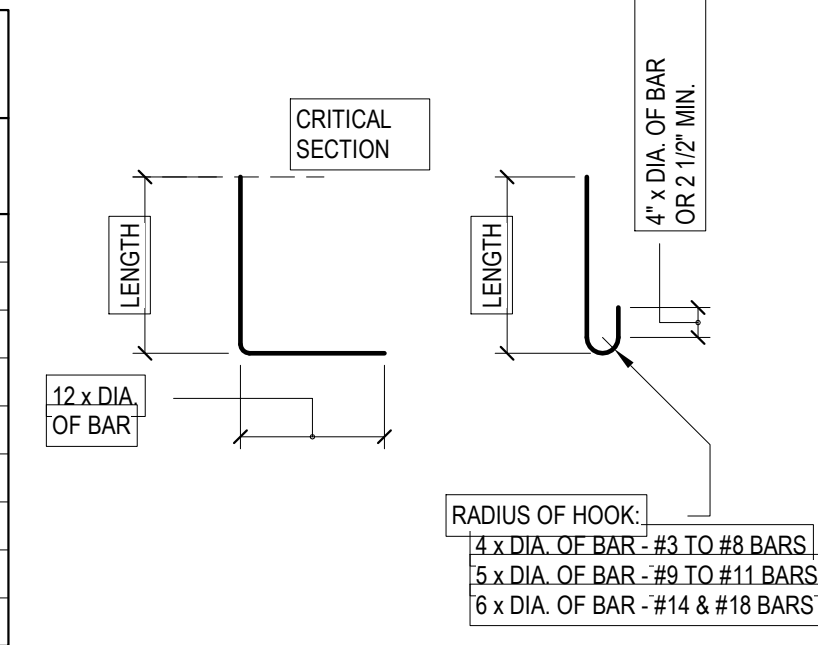 CRITICAL
SECTION
LENGTH
12 x DIA.
OF BAR
LENGTH
4" x DIA. OF BAR
OR 2 1/2" MIN.
RADIUS OF HOOK:
4 x DIA. OF BAR - #3 TO #8 BARS
5 x DIA. OF BAR - #9 TO #11 BARS
6 x DIA. OF BAR - #14 & #18 BARS